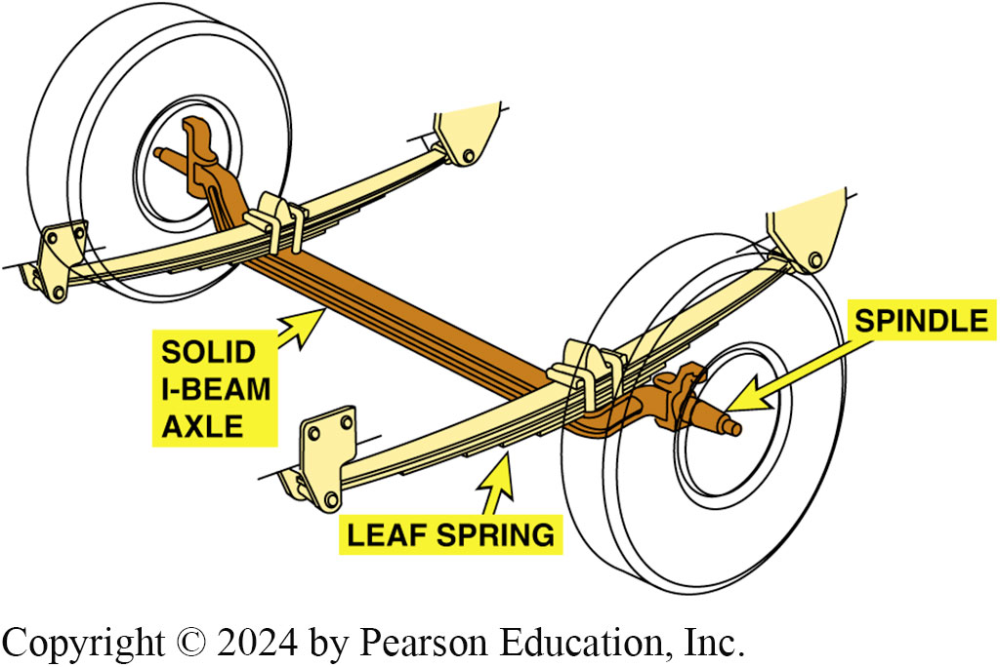 SPINDLE
SOLID
I-BEAM
AXLE
LEAF SPRING
Copyright © 2024 by Pearson Education, Inc.